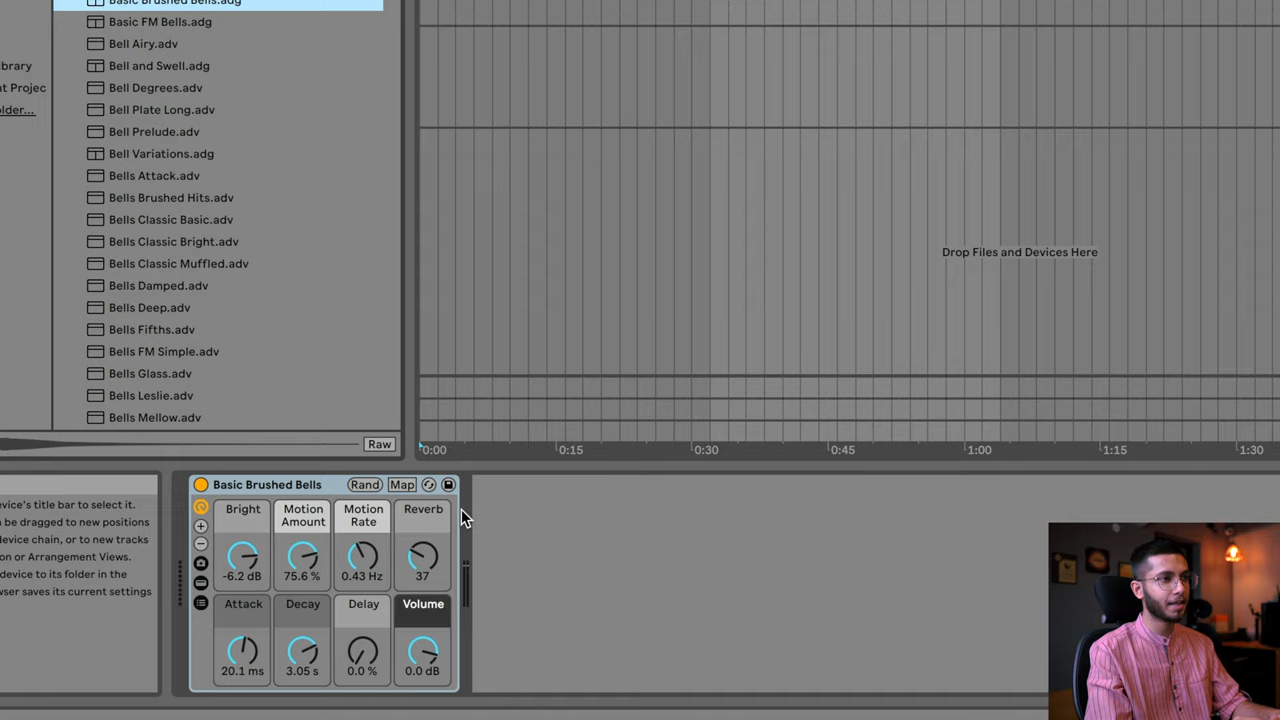 Basic Brushed Bells.adg
Basic FM Bells.adg
Bell Airy.adv
ibrary
Bell and Swell.adg
nt Projec
Bell Degrees.adv
older...
Bell Plate Long.adv
Bell Prelude.adv
Bell Variations.adg
Bells Attack.adv
Bells Brushed Hits.adv
Bells Classic Basic.adv
Bells Classic Bright.adv
Bells Classic Muffled.adv
Bells Damped.adv
Bells Deep.adv
Bells Fifths.adv
Bells FM Simple.adv
Bells Glass.adv
Bells Leslie.adv
Bells Mellow.adv
Raw
Drop Files and Devices Here
0:00 0:15 0:30 0:45 1:00 1:15 1:30
evice's title bar to select it.
n be dragged to new positions
device chain, or to new tracks
on or Arrangement Views.
device to its folder in the
wser saves its current settings
Basic Brushed Bells Rand Map
Bright
Motion
Amount
Motion
Rate
Reverb
-6.2 dB 75.6 % 0.43 Hz 37
Attack Decay Delay Volume
20.1 ms 3.05 s 0.0 % 0.0 dB